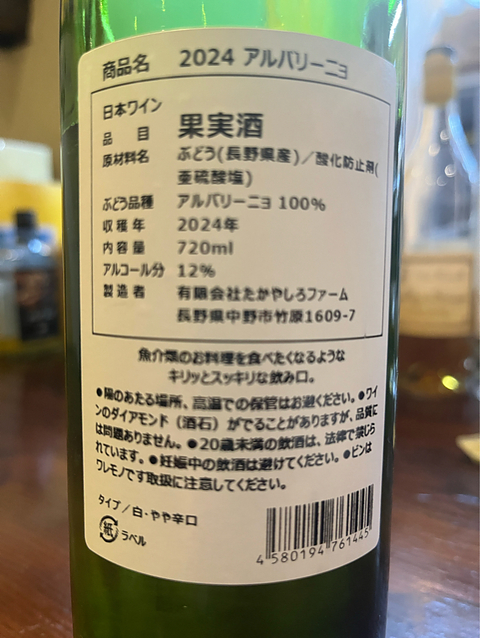 商品名 2024 アルバリーニョ
日本ワイン
品目 果実酒
原材料名 ぶどう(長野県産)／酸化防止剤(
亜硫酸塩)
ぶどう品種 アルバリーニョ 100%
収穫年 2024年
内容量 720ml
アルコール分 12%
製造者 有限会社たかやしろファーム
長野県中野市竹原1609-7
魚介類のお料理を食べたくなるような
キリッとスッキリな飲み口。
●陽のあたる場所、高温での保管はお避けください。●ワイ
ンのダイアモンド（酒石）がでることがありますが、品質に
は問題ありません。●20歳未満の飲酒は、法律で禁じら
れています。●妊娠中の飲酒は避けてください。●ビンは
ワレモノです取扱に注意してください。
タイプ／白・やや辛口
紙 ラベル
4 580194 761445